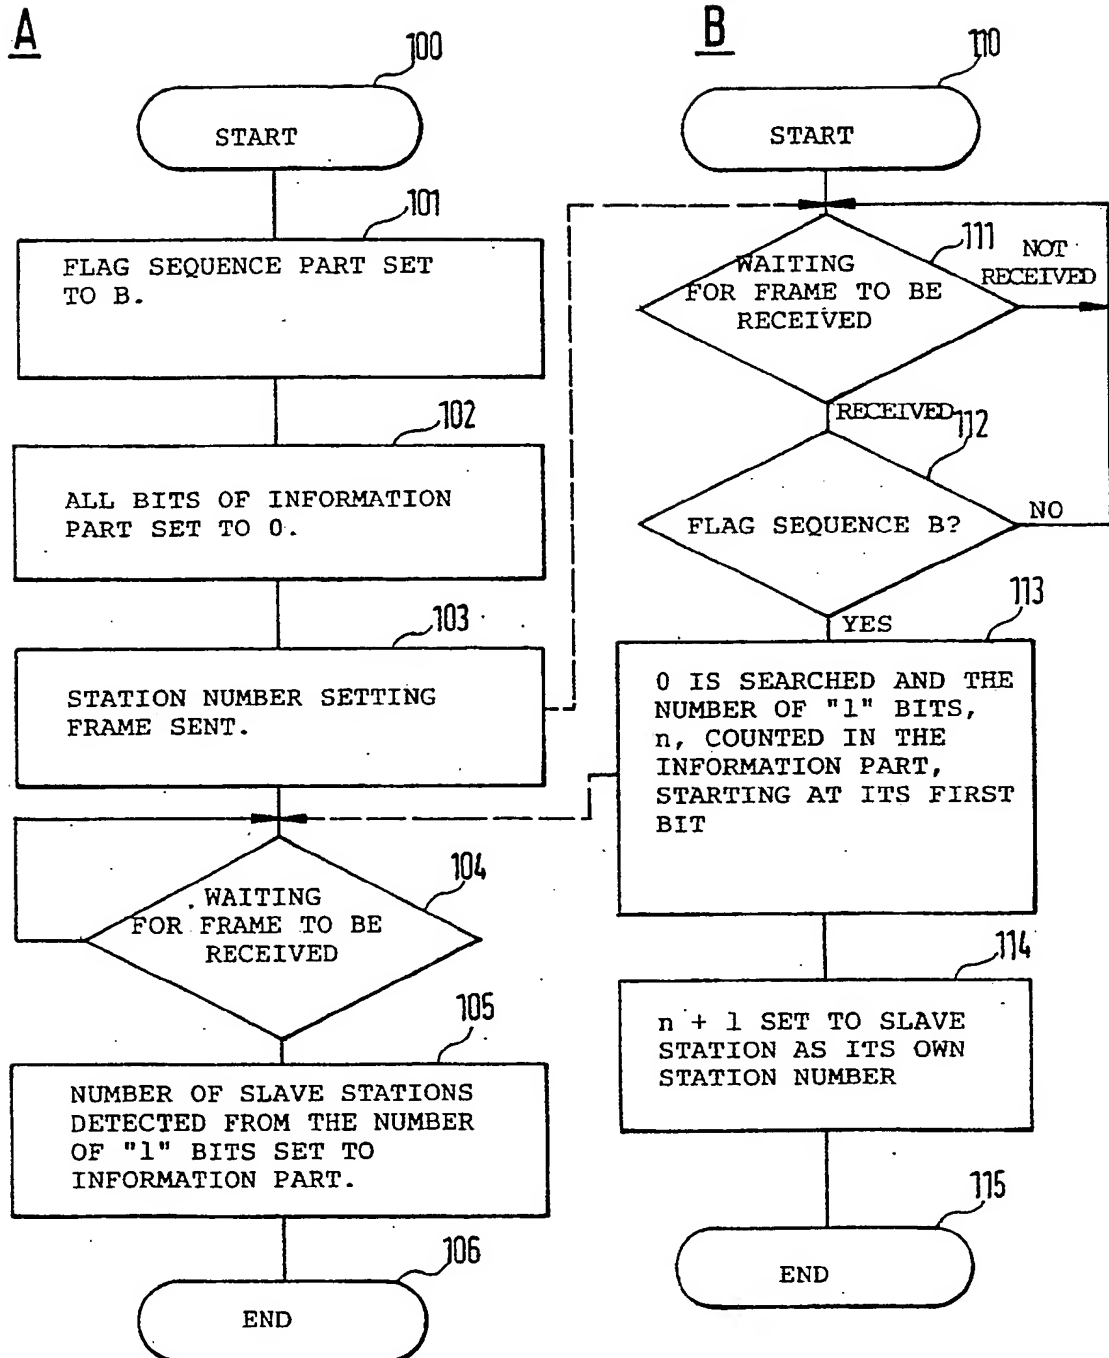 A
100
START
101
FLAG SEQUENCE PART SET
TO B.
102
ALL BITS OF INFORMATION
PART SET TO 0.
103
STATION NUMBER SETTING
FRAME SENT.
104
WAITING
FOR FRAME TO BE
RECEIVED
105
NUMBER OF SLAVE STATIONS
DETECTED FROM THE NUMBER
OF "1" BITS SET TO
INFORMATION PART.
106
END
B
110
START
111
WAITING
FOR FRAME TO BE
RECEIVED
NOT
RECEIVED
RECEIVED
112
FLAG SEQUENCE B?
NO
YES
113
0 IS SEARCHED AND THE
NUMBER OF "1" BITS,
n, COUNTED IN THE
INFORMATION PART,
STARTING AT ITS FIRST
BIT
114
n + 1 SET TO SLAVE
STATION AS ITS OWN
STATION NUMBER
115
END